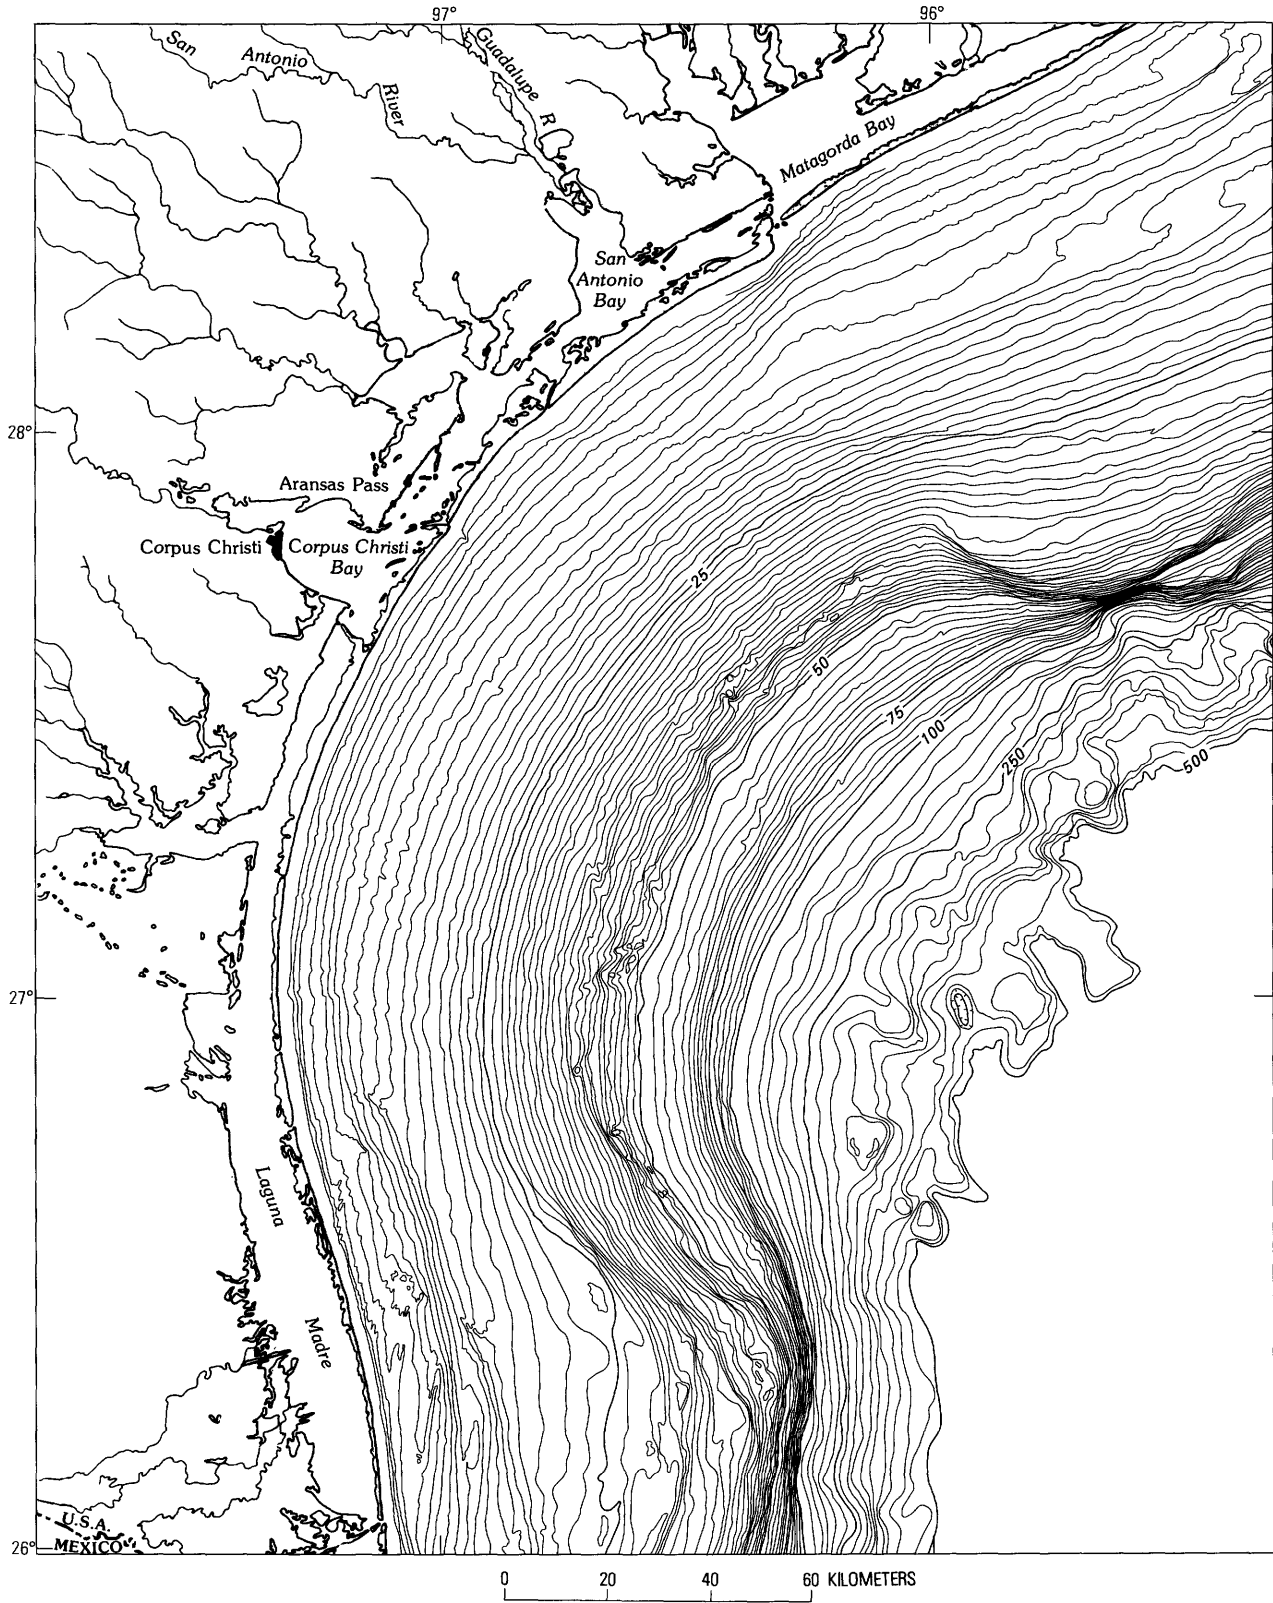 97° 96°
San Antonio River
Guadalupe R
Matagorda Bay
San
Antonio
Bay
28°
Aransas Pass
Corpus Christi
Corpus Christi
Bay
25
50
75
100
250
500
27°
Laguna Madre
U.S.A.
MEXICO
26°
0 20 40 60 KILOMETERS